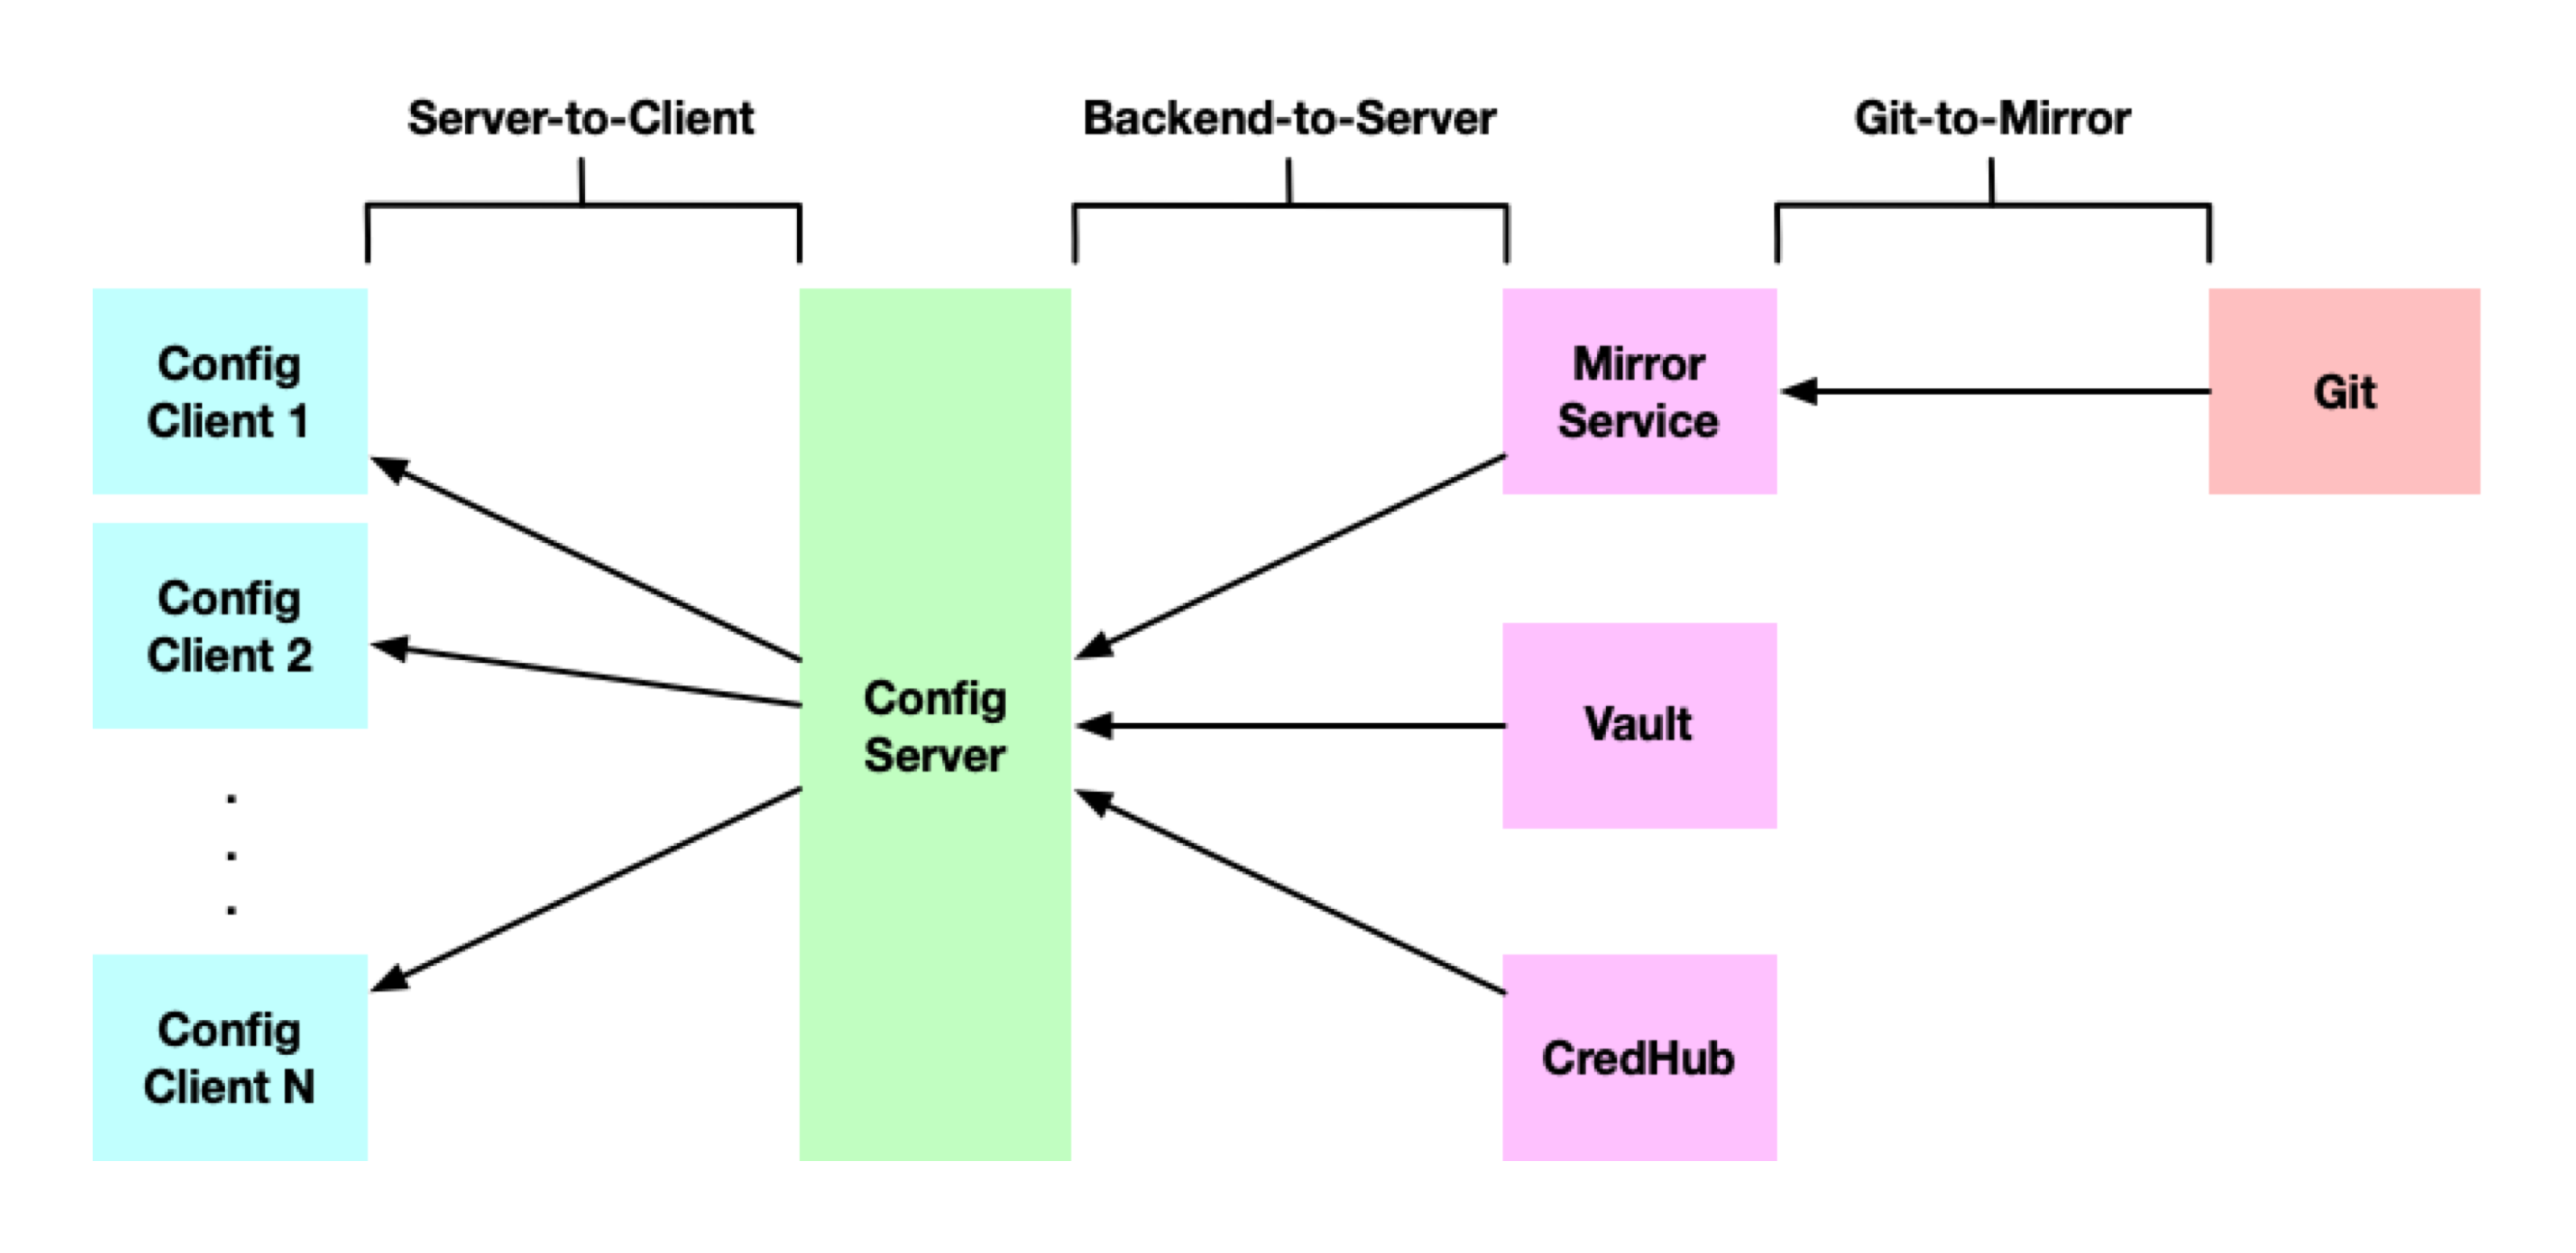 Server-to-Client
Backend-to-Server
Git-to-Mirror
Config
Client 1
Config
Client 2
.
.
.
Config
Client N
Config
Server
Mirror
Service
Vault
CredHub
Git